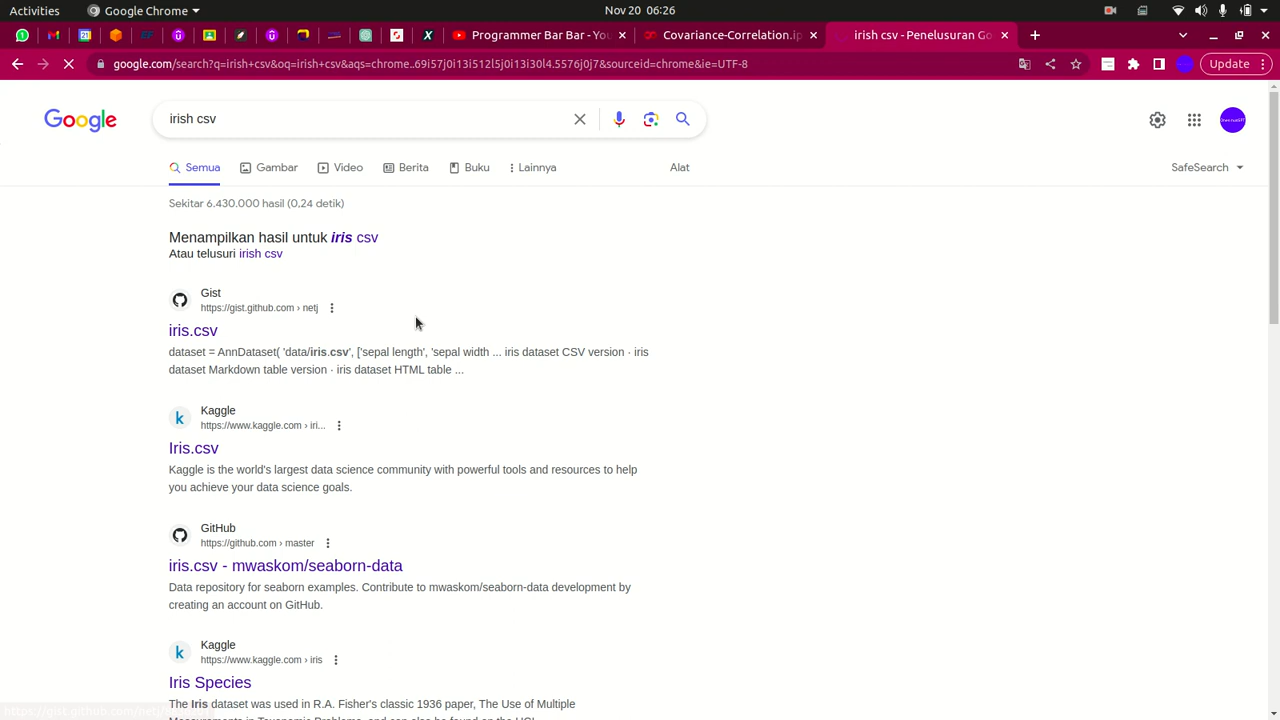 Activities
Google Chrome
Nov 20 06:26
Programmer Bar Bar - You
Covariance-Correlation.ip
irish csv - Penelusuran Go
google.com/search?q=irish+csv&oq=irish+csv&aqs=chrome..69i57j0i13i512l5j0i13i30l4.5576j0j7&sourceid=chrome&ie=UTF-8
Update
Google
irish csv
Semua
Gambar
Video
Berita
Buku
Lainnya
Alat
SafeSearch
Sekitar 6.430.000 hasil (0,24 detik)
Menampilkan hasil untuk iris csv
Atau telusuri irish csv
Gist
https://gist.github.com › netj
iris.csv
dataset = AnnDataset( 'data/iris.csv', ['sepal length', 'sepal width ... iris dataset CSV version · iris
dataset Markdown table version · iris dataset HTML table ...
Kaggle
https://www.kaggle.com › iri...
Iris.csv
Kaggle is the world's largest data science community with powerful tools and resources to help
you achieve your data science goals.
GitHub
https://github.com › master
iris.csv - mwaskom/seaborn-data
Data repository for seaborn examples. Contribute to mwaskom/seaborn-data development by
creating an account on GitHub.
Kaggle
https://www.kaggle.com › iris
Iris Species
The Iris dataset was used in R.A. Fisher's classic 1936 paper, The Use of Multiple